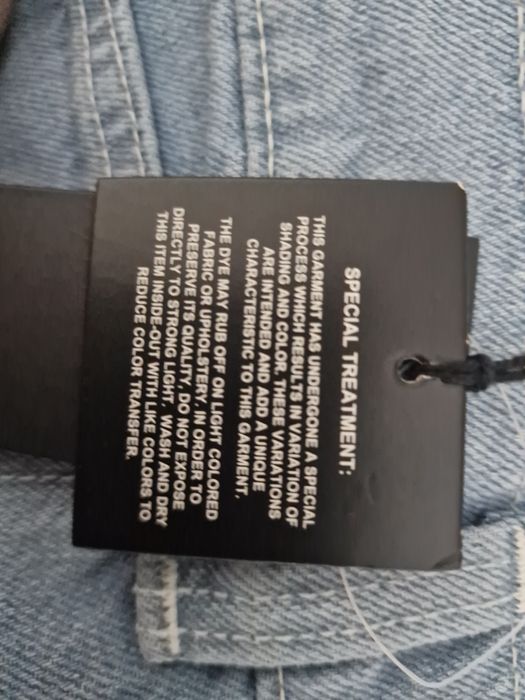 SPECIAL TREATMENT:
THIS GARMENT HAS UNDERGONE A SPECIAL
PROCESS WHICH RESULTS IN VARIATION OF
SHADING AND COLOR. THESE VARIATIONS
ARE INTENDED AND ADD A UNIQUE
CHARACTERISTIC TO THIS GARMENT,
THE DYE MAY RUB OFF ON LIGHT COLORED
FABRIC OR UPHOLSTERY. IN ORDER TO
PRESERVE ITS QUALITY, DO NOT EXPOSE
DIRECTLY TO STRONG LIGHT, WASH AND DRY
THIS ITEM INSIDE-OUT WITH LIKE COLORS TO
REDUCE COLOR TRANSFER.